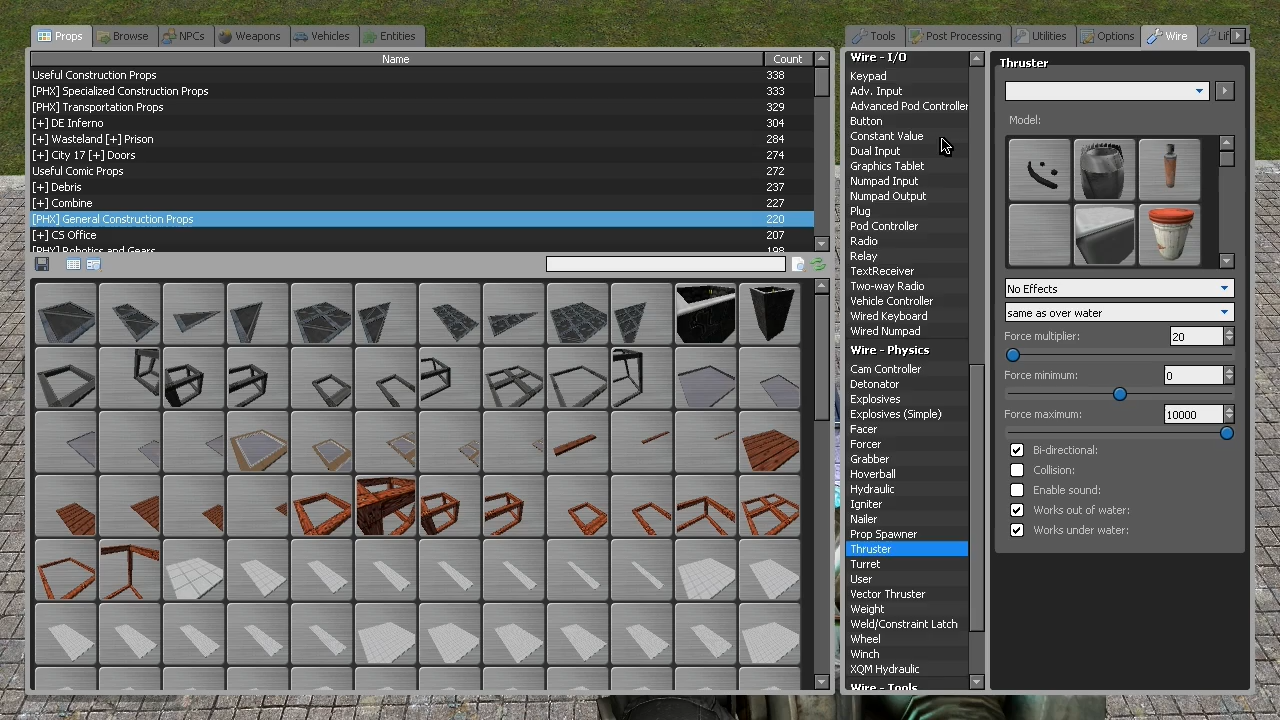 Props Browse NPCs Weapons Vehicles Entities
Name Count
Useful Construction Props 338
[PHX] Specialized Construction Props 333
[PHX] Transportation Props 329
[+] DE Inferno 304
[+] Wasteland [+] Prison 284
[+] City 17 [+] Doors 274
Useful Comic Props 272
[+] Debris 237
[+] Combine 227
[PHX] General Construction Props 220
[+] CS Office 207
[PHX] Robotics and Gears 198
Tools Post Processing Utilities Options Wire
Wire - I/O
Keypad
Adv. Input
Advanced Pod Controller
Button
Constant Value
Dual Input
Graphics Tablet
Numpad Input
Numpad Output
Plug
Pod Controller
Radio
Relay
TextReceiver
Two-way Radio
Vehicle Controller
Wired Keyboard
Wired Numpad
Wire - Physics
Cam Controller
Detonator
Explosives
Explosives (Simple)
Facer
Forcer
Grabber
Hoverball
Hydraulic
Igniter
Nailer
Prop Spawner
Thruster
Turret
User
Vector Thruster
Weight
Weld/Constraint Latch
Wheel
Winch
XQM Hydraulic
Wire - Tools
Thruster
Model:
No Effects
same as over water
Force multiplier: 20
Force minimum: 0
Force maximum: 10000
Bi-directional:
Collision:
Enable sound:
Works out of water:
Works under water: